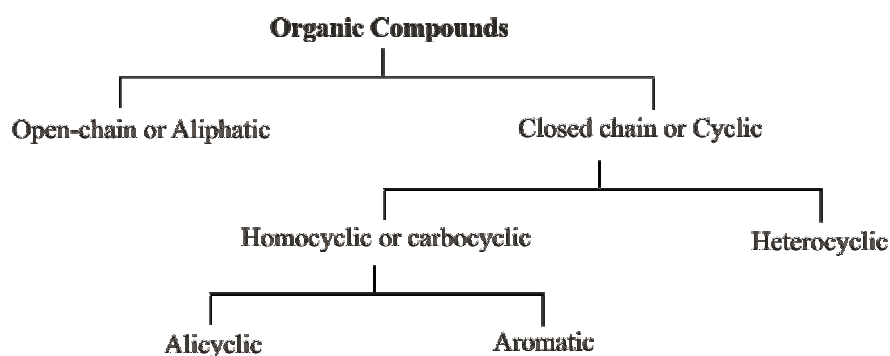 Organic Compounds
Open-chain or Aliphatic
Closed chain or Cyclic
Homocyclic or carbocyclic
Heterocyclic
Alicyclic
Aromatic